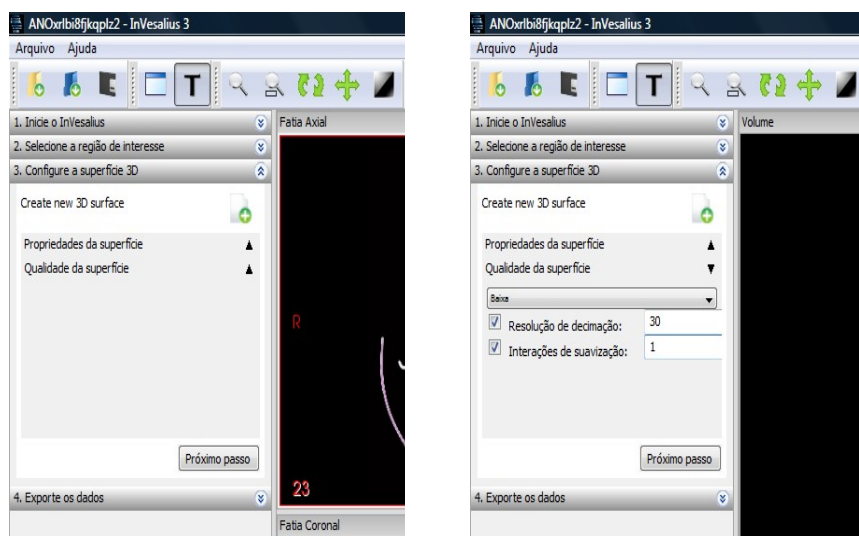 ANOxrlbi8fjkqplz2 - InVesalius 3
Arquivo Ajuda
T
1. Inicie o InVesalius
2. Selecione a região de interesse
3. Configure a superfície 3D
Create new 3D surface
Propriedades da superfície
Qualidade da superfície
Próximo passo
4. Exporte os dados
Fatia Axial
R
23
Fatia Coronal
ANOxrlbi8fjkqplz2 - InVesalius 3
Arquivo Ajuda
T
1. Inicie o InVesalius
2. Selecione a região de interesse
3. Configure a superfície 3D
Create new 3D surface
Propriedades da superfície
Qualidade da superfície
Baixa
Resolução de decimação: 30
Interações de suavização: 1
Próximo passo
4. Exporte os dados
Volume